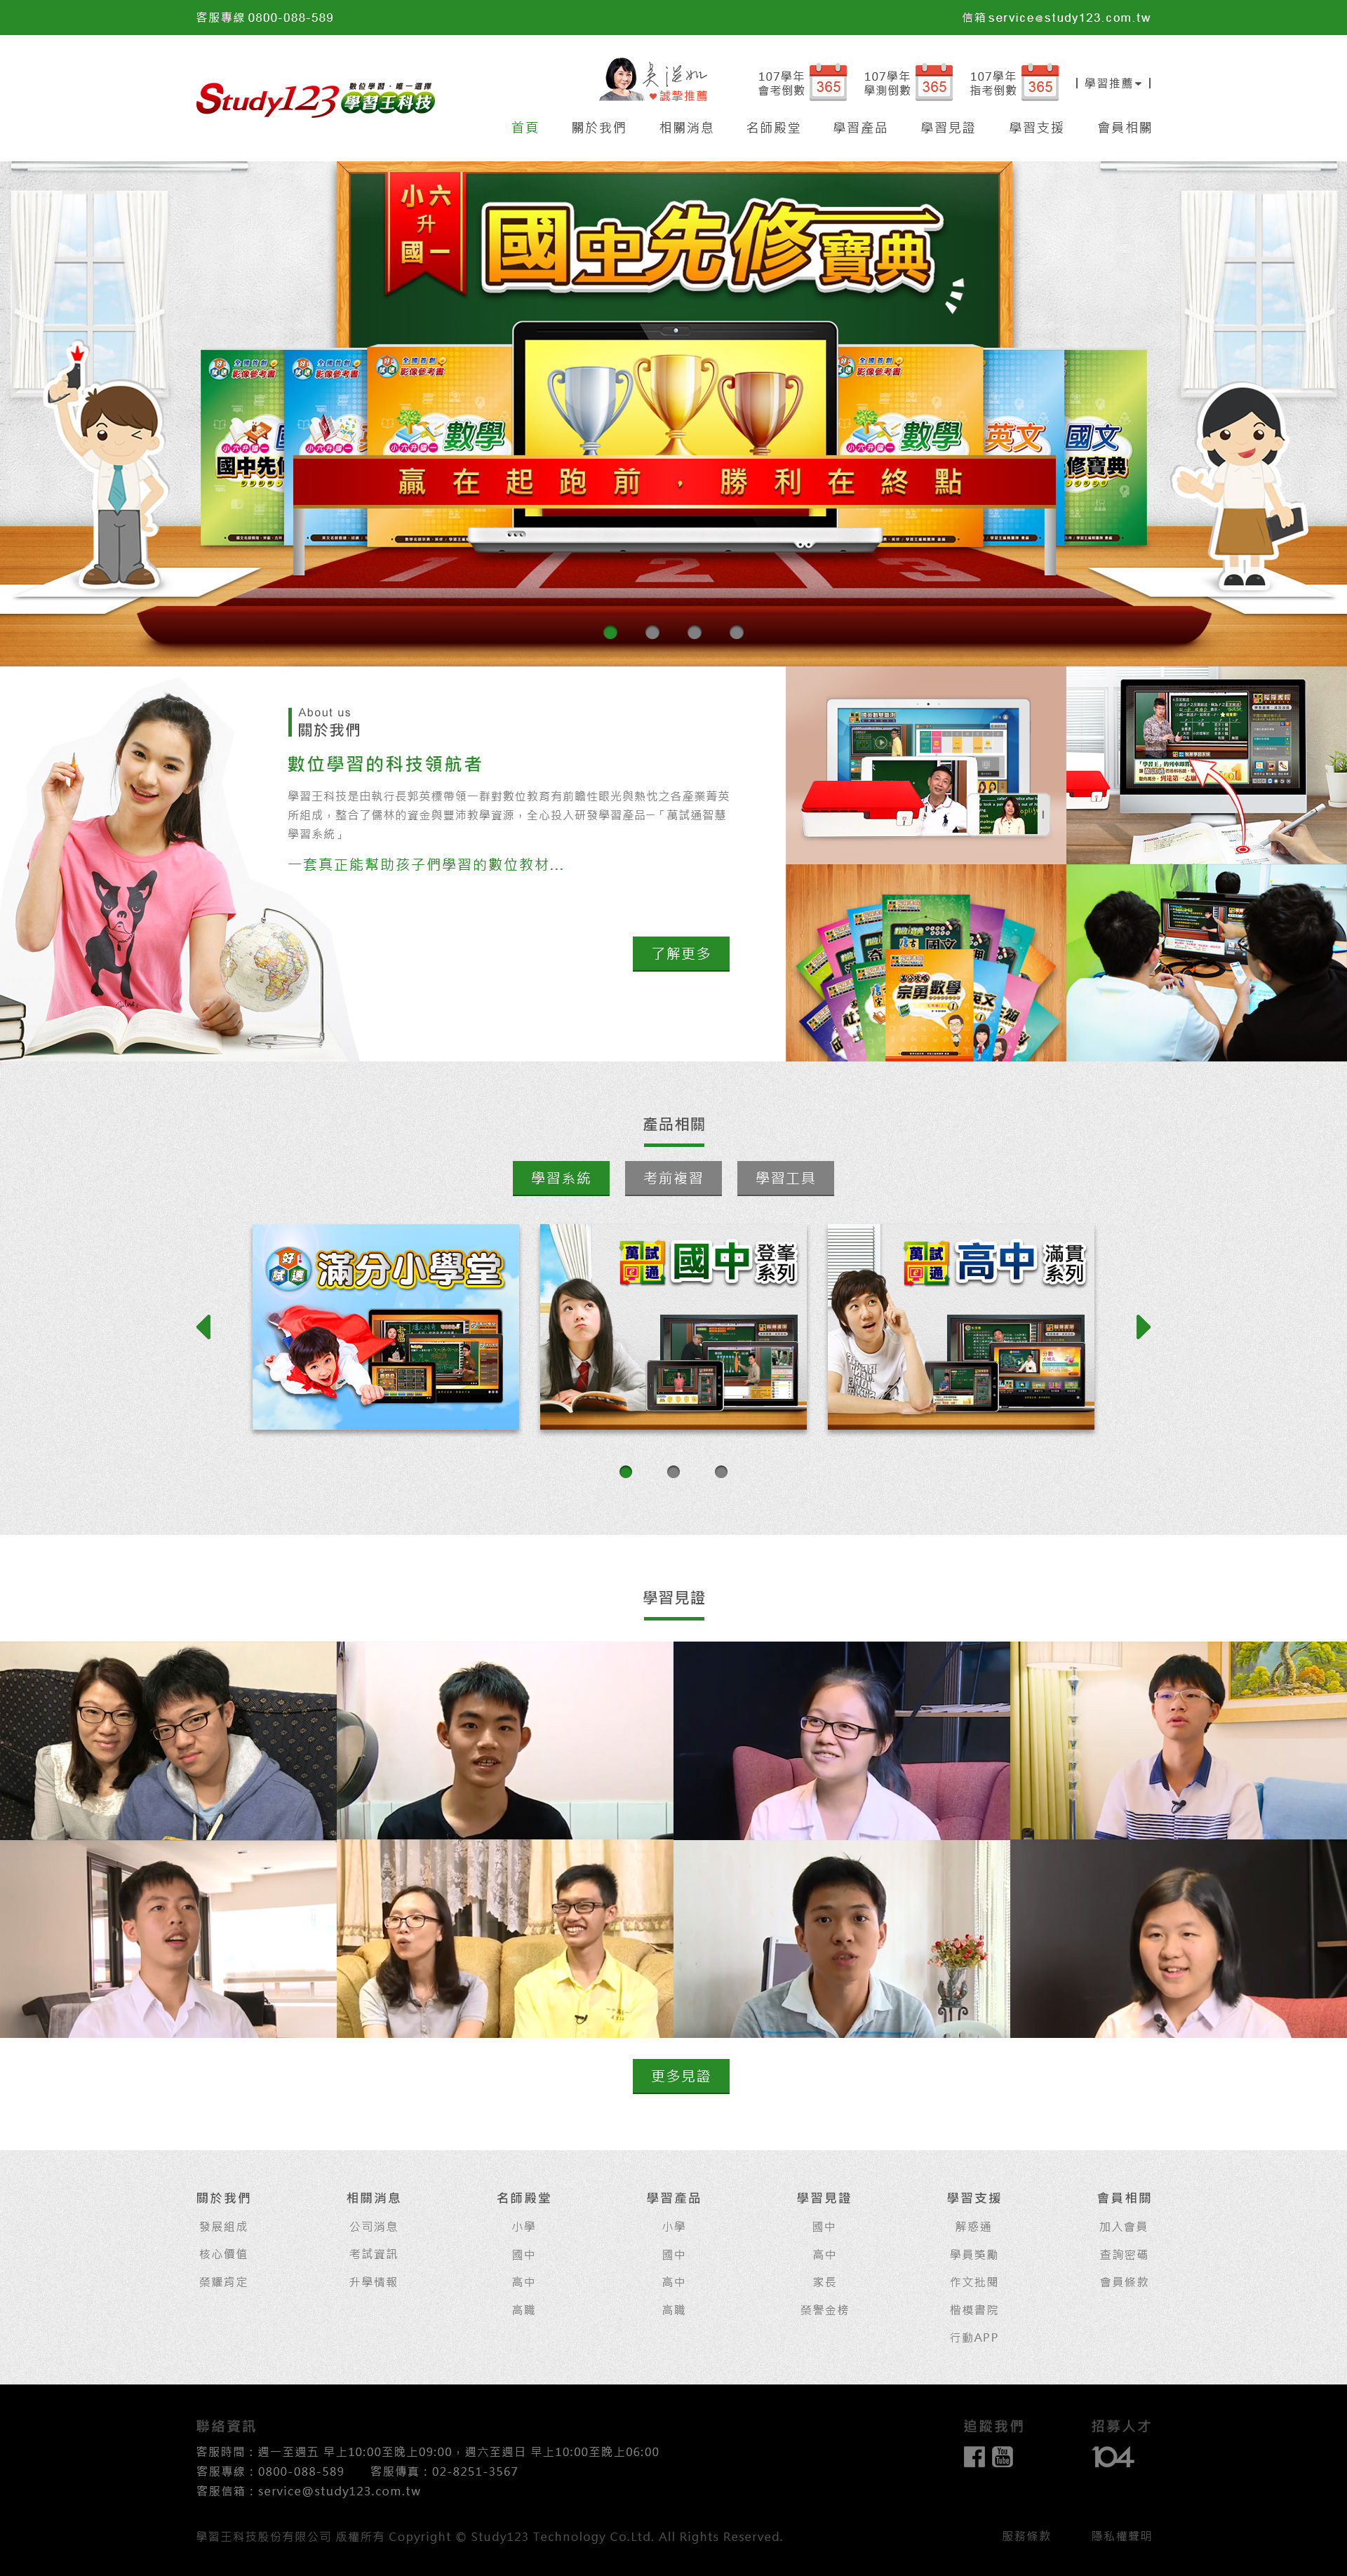 客服專線 0800-088-589
信箱 service@study123.com.tw
Study123
數位學習‧唯一選擇
學習王科技
誠摯推薦
107學年
會考倒數
365
107學年
學測倒數
365
107學年
指考倒數
365
學習推薦
首頁 關於我們 相關消息 名師殿堂 學習產品 學習見證 學習支援 會員相關
小六
升
國一
國中先修寶典
全國首創
影像參考書
數學
數學
英文
國文
小六升國一
國中先修
修寶典
贏在起跑前，勝利在終點
1 2 3
About us
關於我們
數位學習的科技領航者
學習王科技是由執行長郭英標帶領一群對數位教育有前瞻性眼光與熱忱之各產業菁英
所組成，整合了儒林的資金與豐沛教學資源，全心投入研發學習產品─「萬試通智慧
學習系統」
一套真正能幫助孩子們學習的數位教材...
宗勇數學
了解更多
產品相關
學習系統
考前複習
學習工具
好試通
滿分小學堂
萬試通
國中
登峯
系列
萬試通
高中
滿貫
系列
學習見證
更多見證
關於我們
發展組成
核心價值
榮耀肯定
相關消息
公司消息
考試資訊
升學情報
名師殿堂
小學
國中
高中
高職
學習產品
小學
國中
高中
高職
學習見證
國中
高中
家長
榮譽金榜
學習支援
解惑通
學員獎勵
作文批閱
楷模書院
行動APP
會員相關
加入會員
查詢密碼
會員條款
聯絡資訊
客服時間：週一至週五 早上10:00至晚上09:00，週六至週日 早上10:00至晚上06:00
客服專線：0800-088-589 客服傳真：02-8251-3567
客服信箱：service@study123.com.tw
追蹤我們
You Tube
招募人才
104
學習王科技股份有限公司 版權所有 Copyright © Study123 Technology Co.Ltd. All Rights Reserved.
服務條款
隱私權聲明